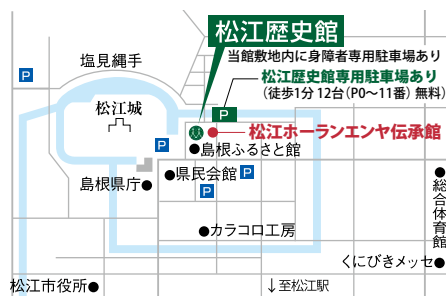 松江歴史館
当館敷地内に身障者専用駐車場あり
松江歴史館専用駐車場あり
（徒歩1分 12台（P0～11番）無料）
P
塩見縄手
P
松江城
松江ホーランエンヤ伝承館
P
島根ふるさと館
県民会館
P
島根県庁
P
総合体育館
カラコロ工房
くにびきメッセ
松江市役所
↓至松江駅